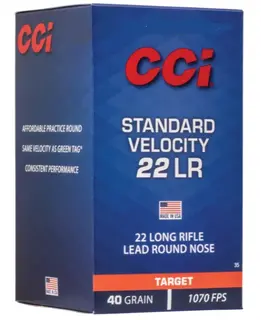 CCi
STANDARD
VELOCITY
22 LR
MADE IN USA
22 LONG RIFLE
LEAD ROUND NOSE
35
TARGET
40 GRAIN
1070 FPS
AFFORDABLE PRACTICE ROUND
SAME VELOCITY AS GREEN TAG®
CONSISTENT PERFORMANCE